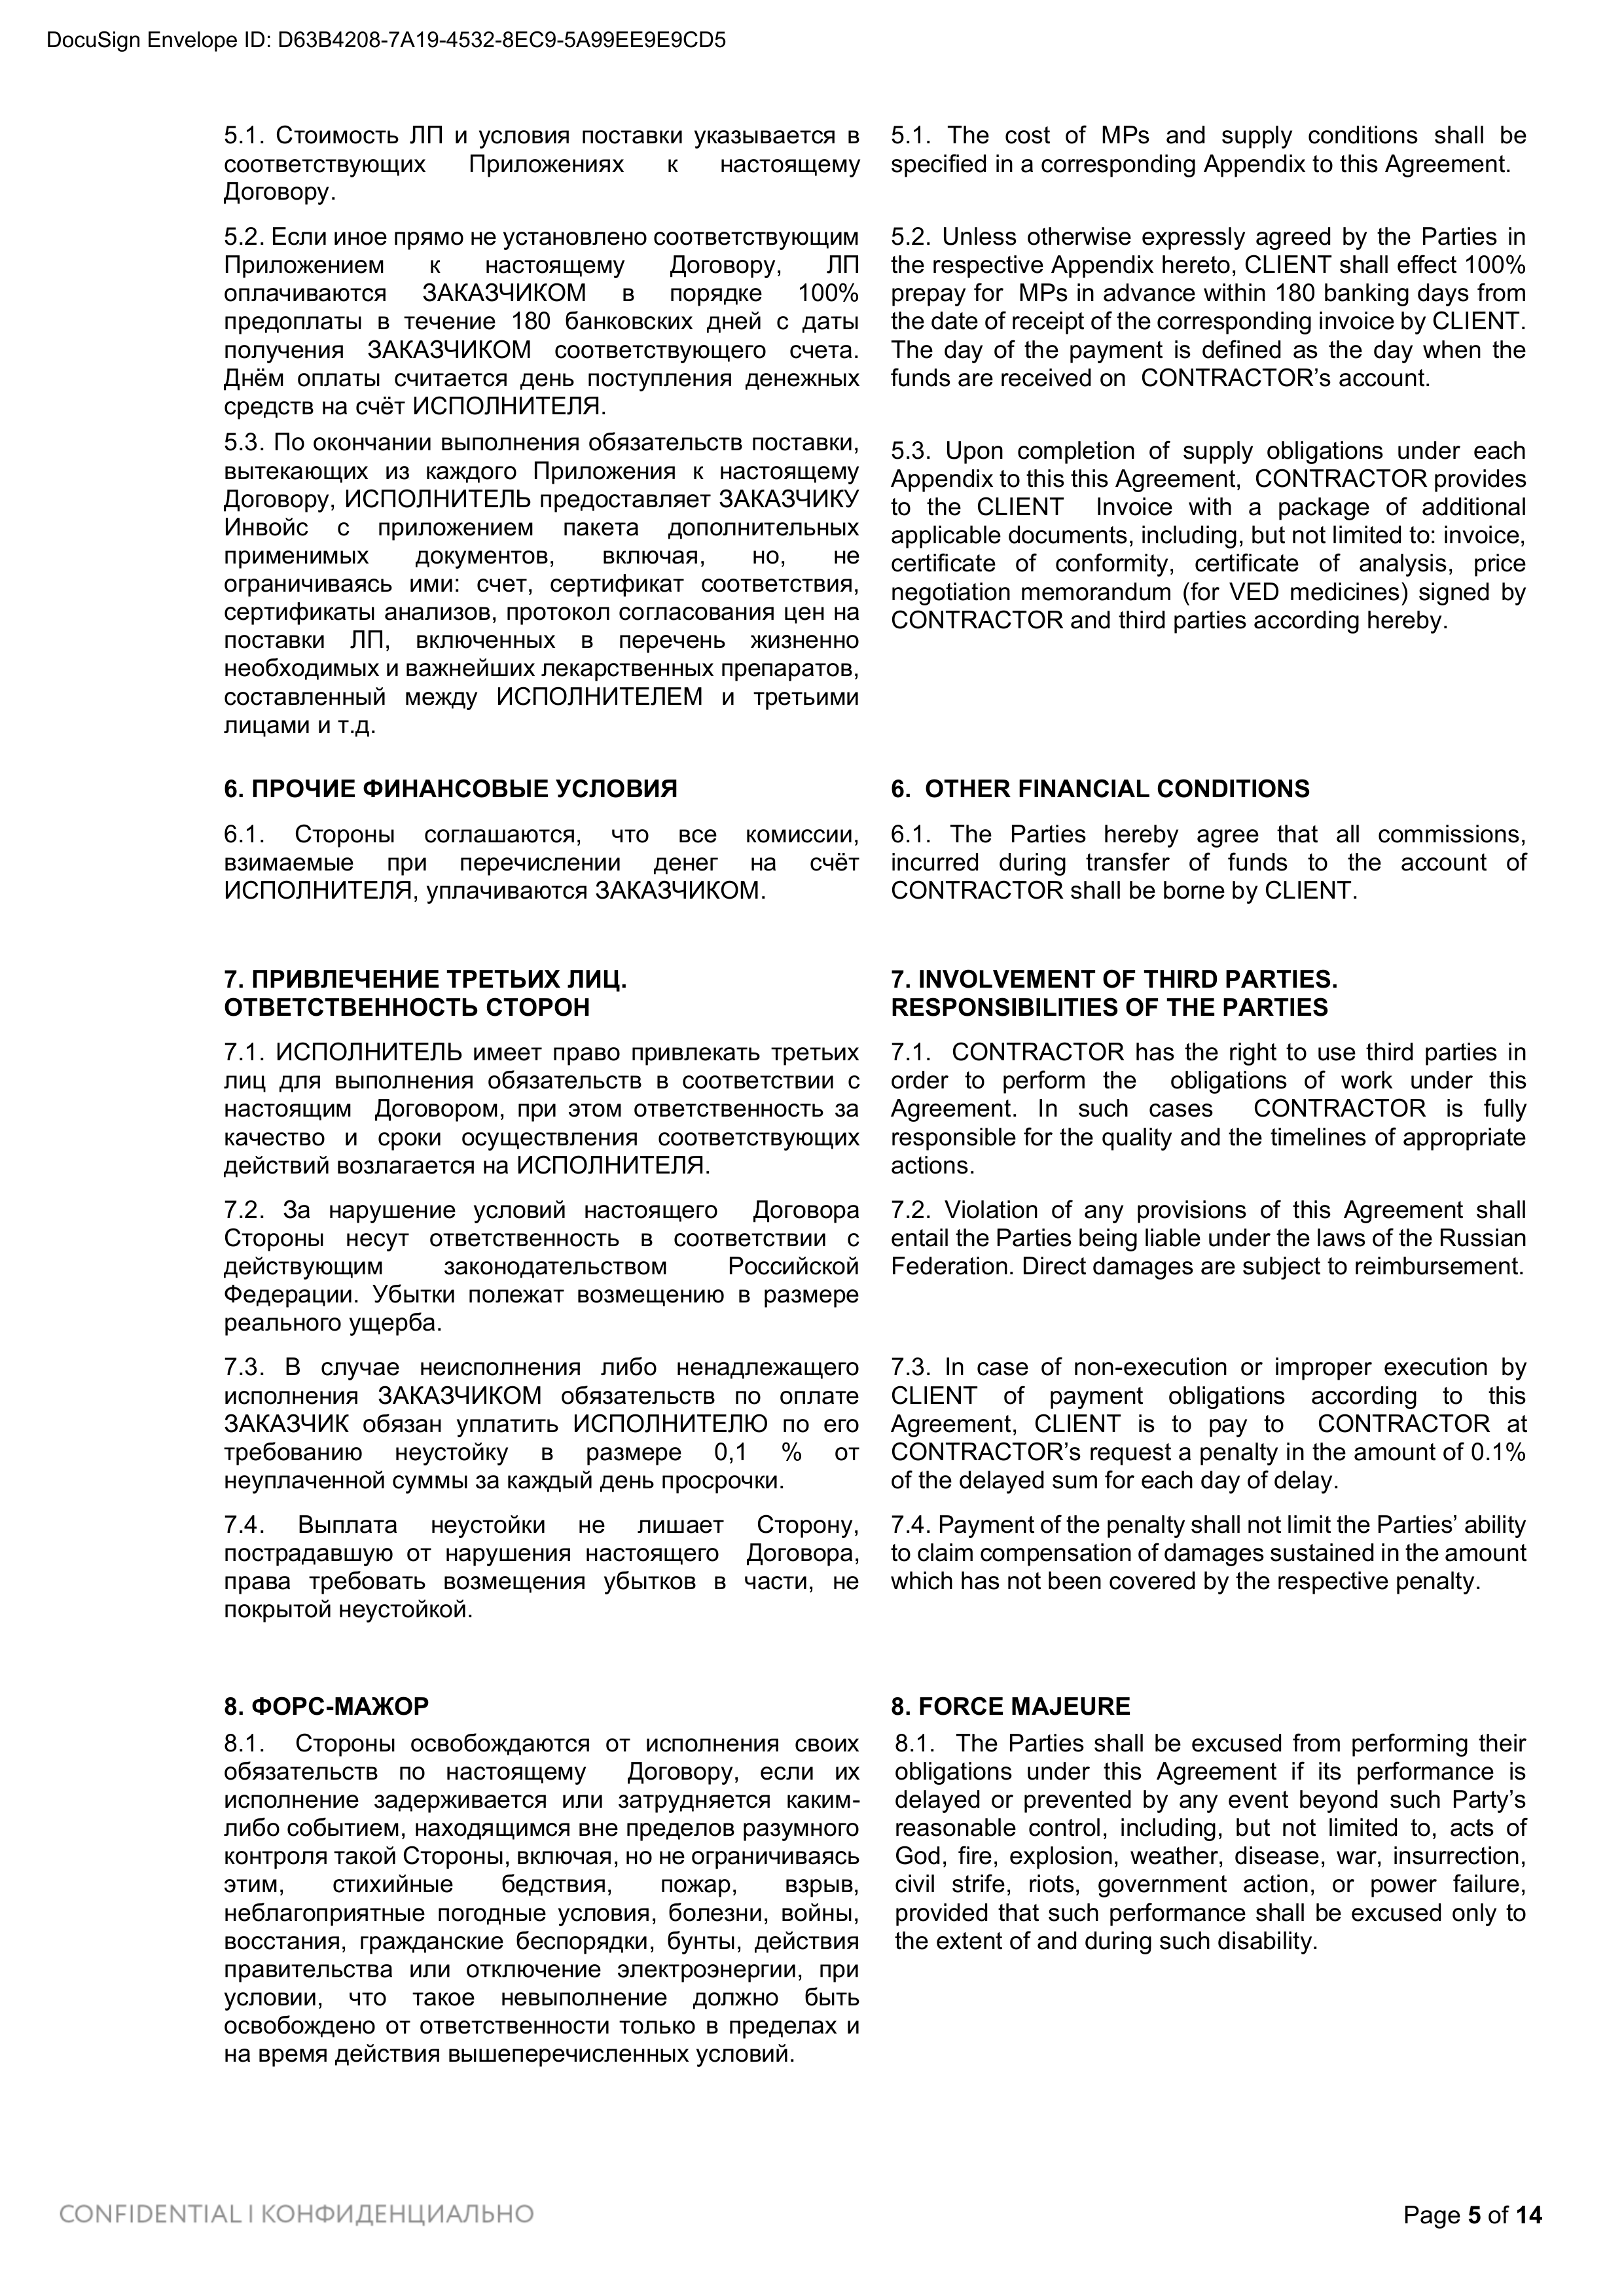 DocuSign Envelope ID: D63B4208-7A19-4532-8EC9-5A99EE9E9CD5
5.1. Стоимость ЛП и условия поставки указывается в
соответствующих Приложениях к настоящему
Договору.
5.2. Если иное прямо не установлено соответствующим
Приложением к настоящему Договору, ЛП
оплачиваются ЗАКАЗЧИКОМ в порядке 100%
предоплаты в течение 180 банковских дней с даты
получения ЗАКАЗЧИКОМ соответствующего счета.
Днём оплаты считается день поступления денежных
средств на счёт ИСПОЛНИТЕЛЯ.
5.3. По окончании выполнения обязательств поставки,
вытекающих из каждого Приложения к настоящему
Договору, ИСПОЛНИТЕЛЬ предоставляет ЗАКАЗЧИКУ
Инвойс с приложением пакета дополнительных
применимых документов, включая, но, не
ограничиваясь ими: счет, сертификат соответствия,
сертификаты анализов, протокол согласования цен на
поставки ЛП, включенных в перечень жизненно
необходимых и важнейших лекарственных препаратов,
составленный между ИСПОЛНИТЕЛЕМ и третьими
лицами и т.д.
6. ПРОЧИЕ ФИНАНСОВЫЕ УСЛОВИЯ
6.1. Стороны соглашаются, что все комиссии,
взимаемые при перечислении денег на счёт
ИСПОЛНИТЕЛЯ, уплачиваются ЗАКАЗЧИКОМ.
7. ПРИВЛЕЧЕНИЕ ТРЕТЬИХ ЛИЦ.
ОТВЕТСТВЕННОСТЬ СТОРОН
7.1. ИСПОЛНИТЕЛЬ имеет право привлекать третьих
лиц для выполнения обязательств в соответствии с
настоящим Договором, при этом ответственность за
качество и сроки осуществления соответствующих
действий возлагается на ИСПОЛНИТЕЛЯ.
7.2. За нарушение условий настоящего Договора
Стороны несут ответственность в соответствии с
действующим законодательством Российской
Федерации. Убытки полежат возмещению в размере
реального ущерба.
7.3. В случае неисполнения либо ненадлежащего
исполнения ЗАКАЗЧИКОМ обязательств по оплате
ЗАКАЗЧИК обязан уплатить ИСПОЛНИТЕЛЮ по его
требованию неустойку в размере 0,1 % от
неуплаченной суммы за каждый день просрочки.
7.4. Выплата неустойки не лишает Сторону,
пострадавшую от нарушения настоящего Договора,
права требовать возмещения убытков в части, не
покрытой неустойкой.
8. ФОРС-МАЖОР
8.1. Стороны освобождаются от исполнения своих
обязательств по настоящему Договору, если их
исполнение задерживается или затрудняется каким-
либо событием, находящимся вне пределов разумного
контроля такой Стороны, включая, но не ограничиваясь
этим, стихийные бедствия, пожар, взрыв,
неблагоприятные погодные условия, болезни, войны,
восстания, гражданские беспорядки, бунты, действия
правительства или отключение электроэнергии, при
условии, что такое невыполнение должно быть
освобождено от ответственности только в пределах и
на время действия вышеперечисленных условий.
5.1. The cost of MPs and supply conditions shall be
specified in a corresponding Appendix to this Agreement.
5.2. Unless otherwise expressly agreed by the Parties in
the respective Appendix hereto, CLIENT shall effect 100%
prepay for MPs in advance within 180 banking days from
the date of receipt of the corresponding invoice by CLIENT.
The day of the payment is defined as the day when the
funds are received on CONTRACTOR's account.
5.3. Upon completion of supply obligations under each
Appendix to this this Agreement, CONTRACTOR provides
to the CLIENT Invoice with a package of additional
applicable documents, including, but not limited to: invoice,
certificate of conformity, certificate of analysis, price
negotiation memorandum (for VED medicines) signed by
CONTRACTOR and third parties according hereby.
6. OTHER FINANCIAL CONDITIONS
6.1. The Parties hereby agree that all commissions,
incurred during transfer of funds to the account of
CONTRACTOR shall be borne by CLIENT.
7. INVOLVEMENT OF THIRD PARTIES.
RESPONSIBILITIES OF THE PARTIES
7.1. CONTRACTOR has the right to use third parties in
order to perform the obligations of work under this
Agreement. In such cases CONTRACTOR is fully
responsible for the quality and the timelines of appropriate
actions.
7.2. Violation of any provisions of this Agreement shall
entail the Parties being liable under the laws of the Russian
Federation. Direct damages are subject to reimbursement.
7.3. In case of non-execution or improper execution by
CLIENT of payment obligations according to this
Agreement, CLIENT is to pay to CONTRACTOR at
CONTRACTOR's request a penalty in the amount of 0.1%
of the delayed sum for each day of delay.
7.4. Payment of the penalty shall not limit the Parties' ability
to claim compensation of damages sustained in the amount
which has not been covered by the respective penalty.
8. FORCE MAJEURE
8.1. The Parties shall be excused from performing their
obligations under this Agreement if its performance is
delayed or prevented by any event beyond such Party's
reasonable control, including, but not limited to, acts of
God, fire, explosion, weather, disease, war, insurrection,
civil strife, riots, government action, or power failure,
provided that such performance shall be excused only to
the extent of and during such disability.
CONFIDENTIAL I КОНФИДЕНЦИАЛЬНО
Page 5 of 14